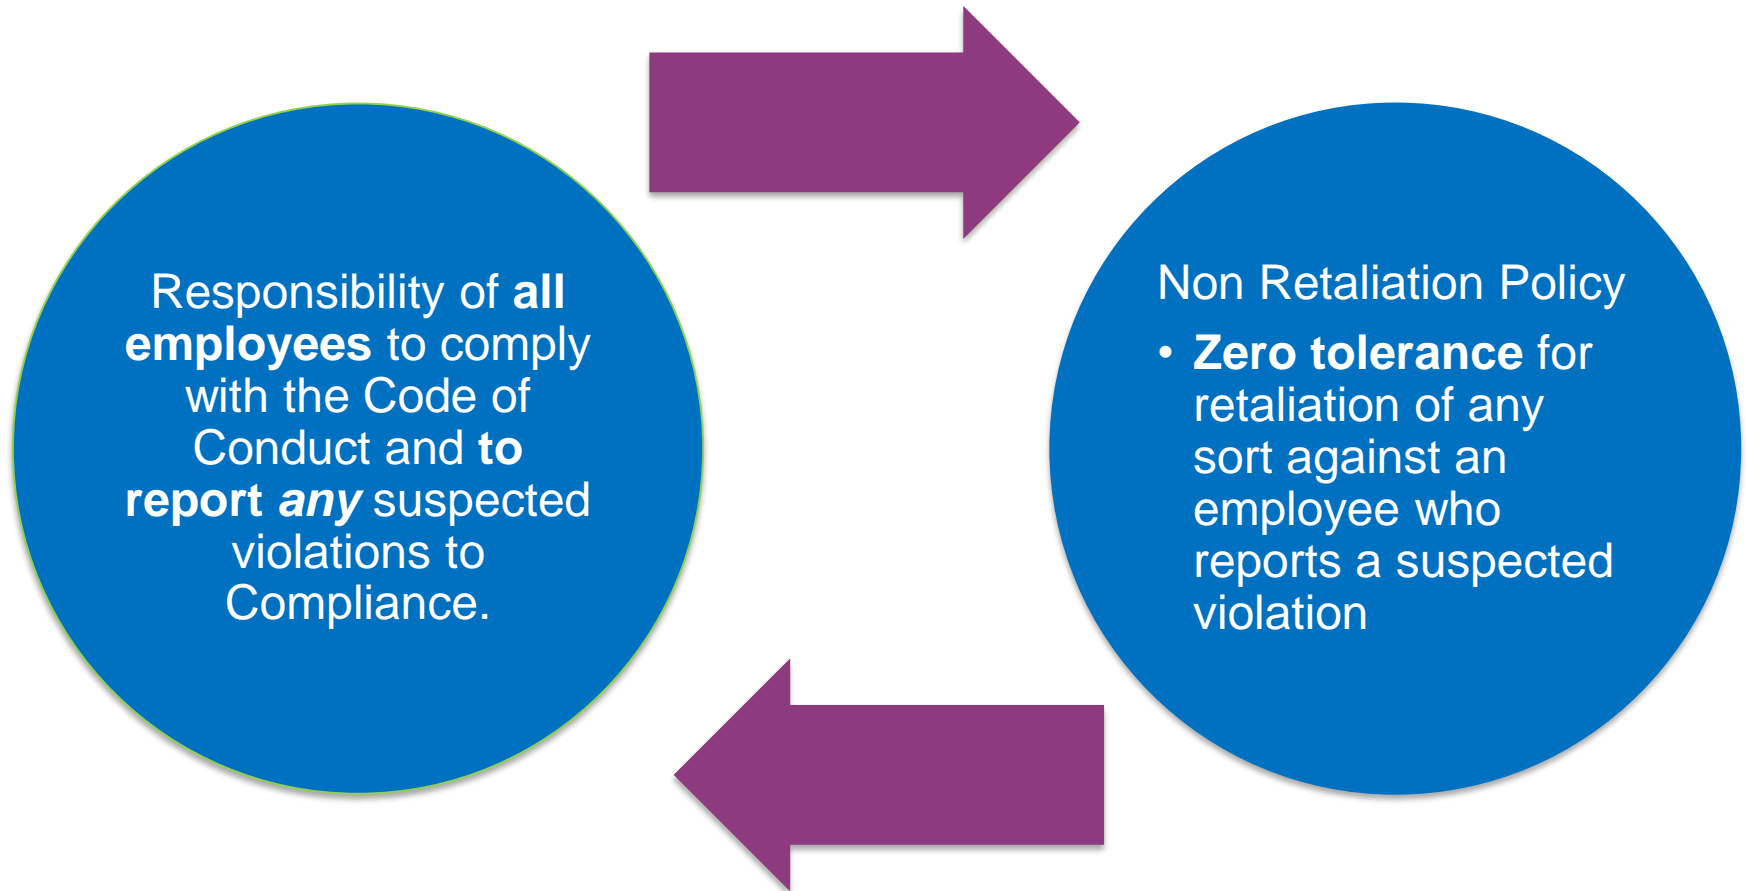 Responsibility of all
employees to comply
with the Code of
Conduct and to
report any suspected
violations to
Compliance.
Non Retaliation Policy
• Zero tolerance for
retaliation of any
sort against an
employee who
reports a suspected
violation